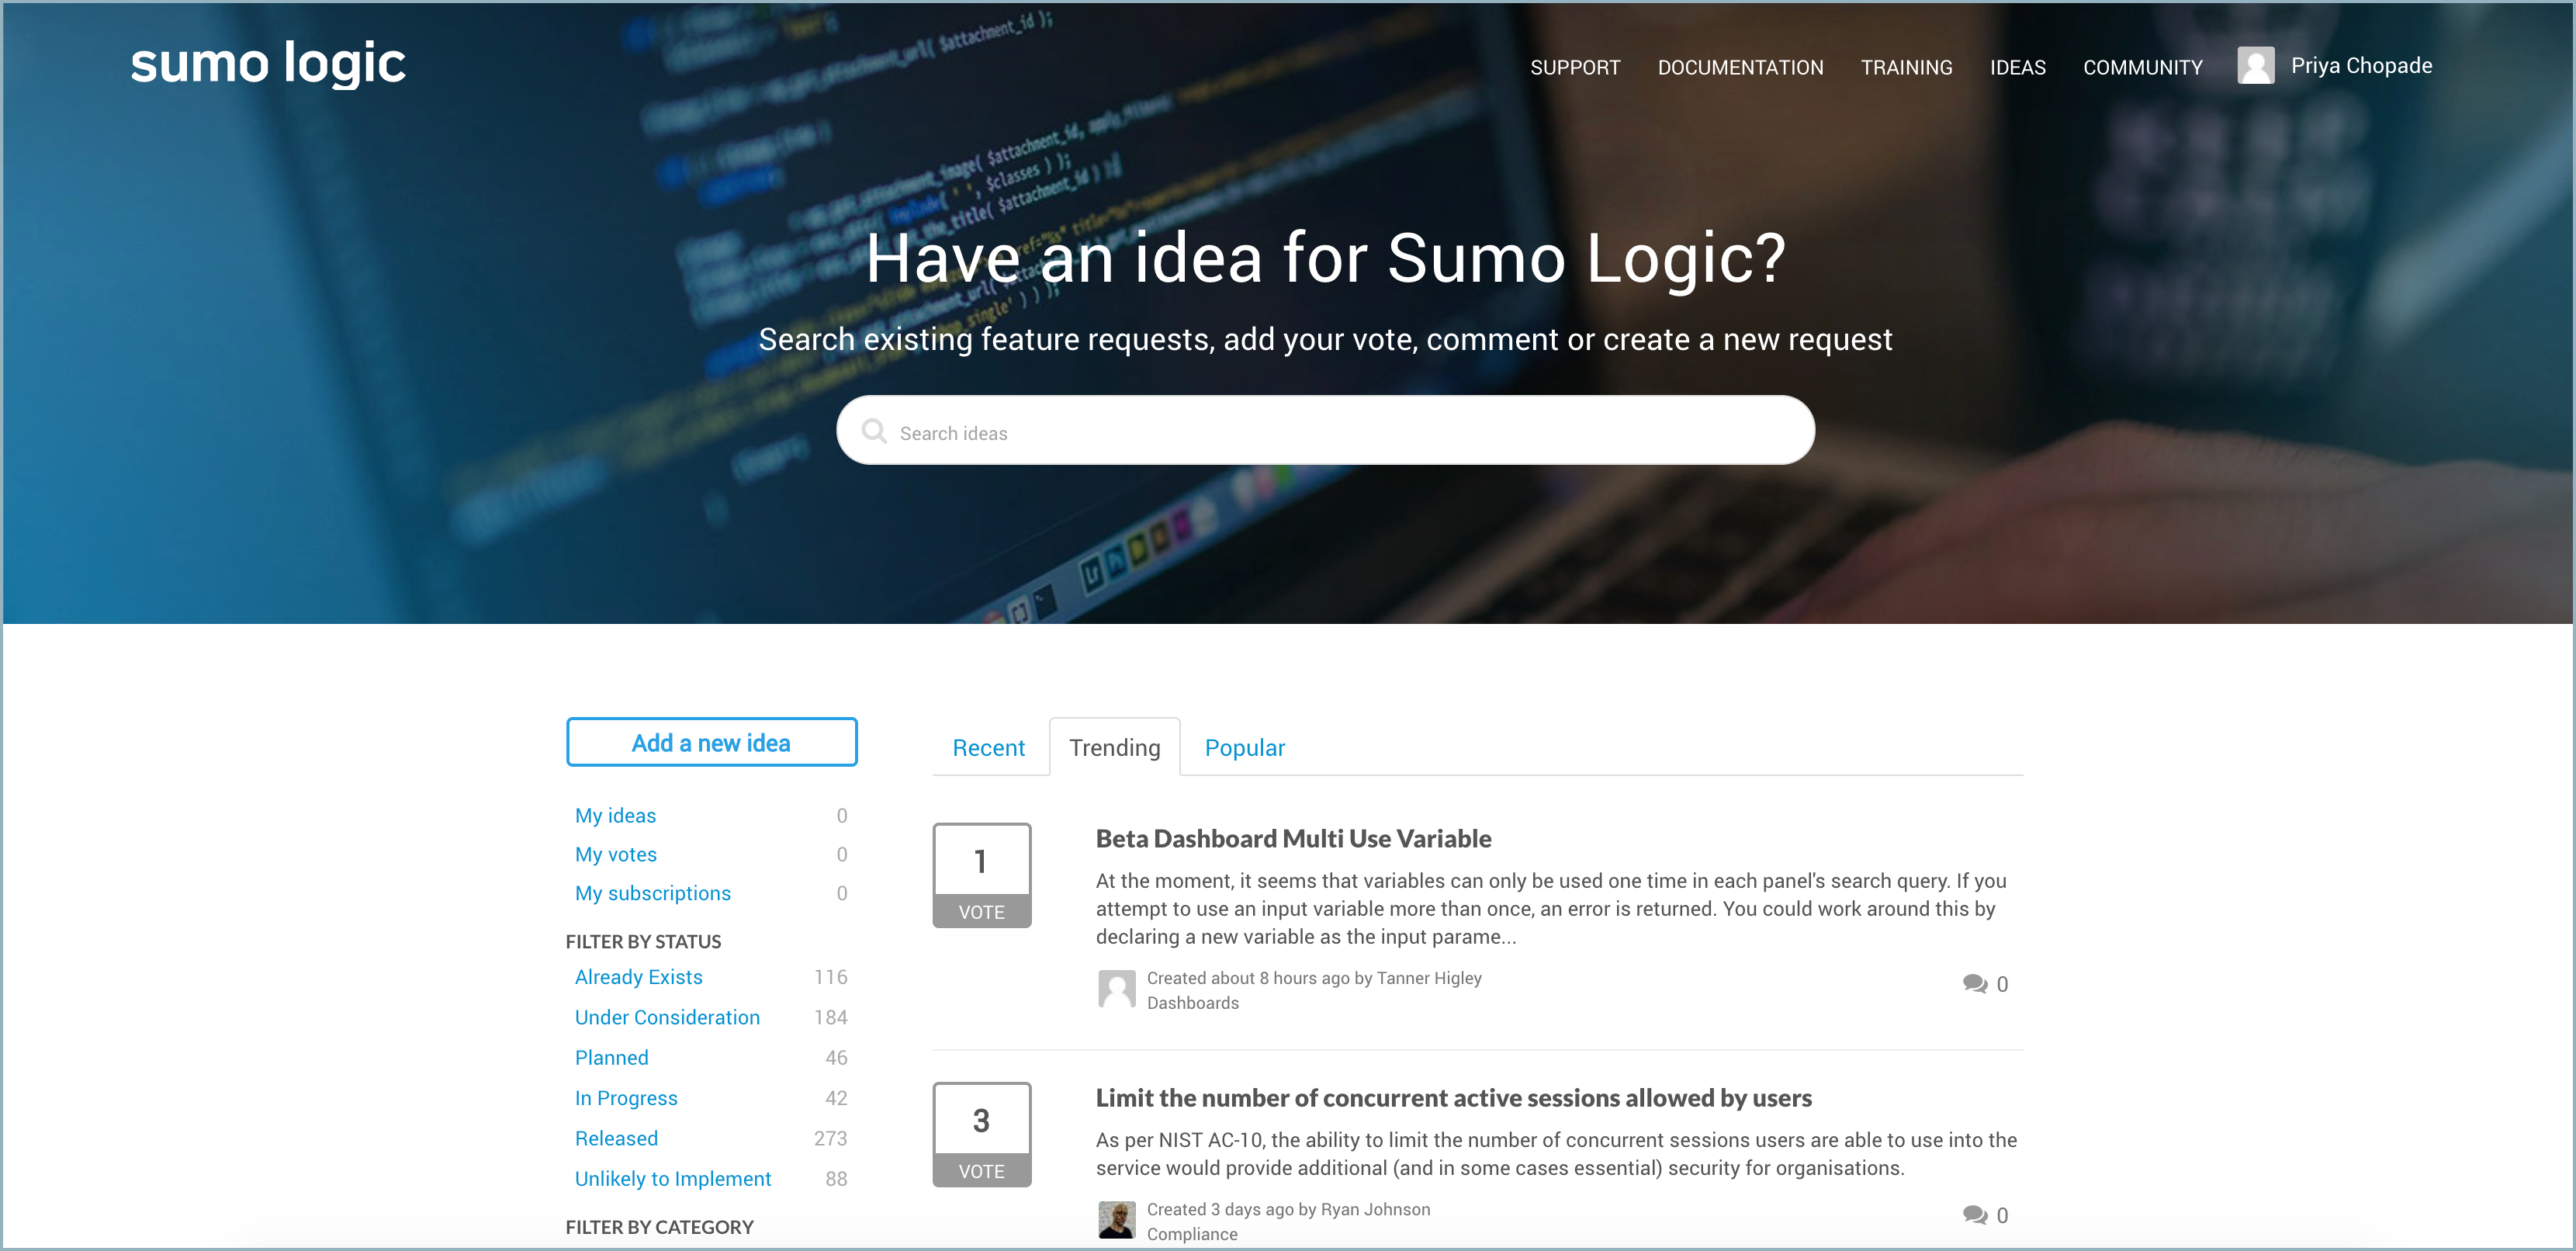 sumo logic
SUPPORT DOCUMENTATION TRAINING IDEAS COMMUNITY Priya Chopade
$attachment_id );
attachment_url( $attachment_id );
attachment_image( $attachment_id,
$classes ) );
the_title( $attachment_id ) );
Have an idea for Sumo Logic?
Search existing feature requests, add your vote, comment or create a new request
Search ideas
Lr
Add a new idea
My ideas 0
My votes 0
My subscriptions 0
FILTER BY STATUS
Already Exists 116
Under Consideration 184
Planned 46
In Progress 42
Released 273
Unlikely to Implement 88
FILTER BY CATEGORY
Recent Trending Popular
1
VOTE
Beta Dashboard Multi Use Variable
At the moment, it seems that variables can only be used one time in each panel's search query. If you
attempt to use an input variable more than once, an error is returned. You could work around this by
declaring a new variable as the input parame...
Created about 8 hours ago by Tanner Higley
Dashboards
0
3
VOTE
Limit the number of concurrent active sessions allowed by users
As per NIST AC-10, the ability to limit the number of concurrent sessions users are able to use into the
service would provide additional (and in some cases essential) security for organisations.
Created 3 days ago by Ryan Johnson
Compliance
0